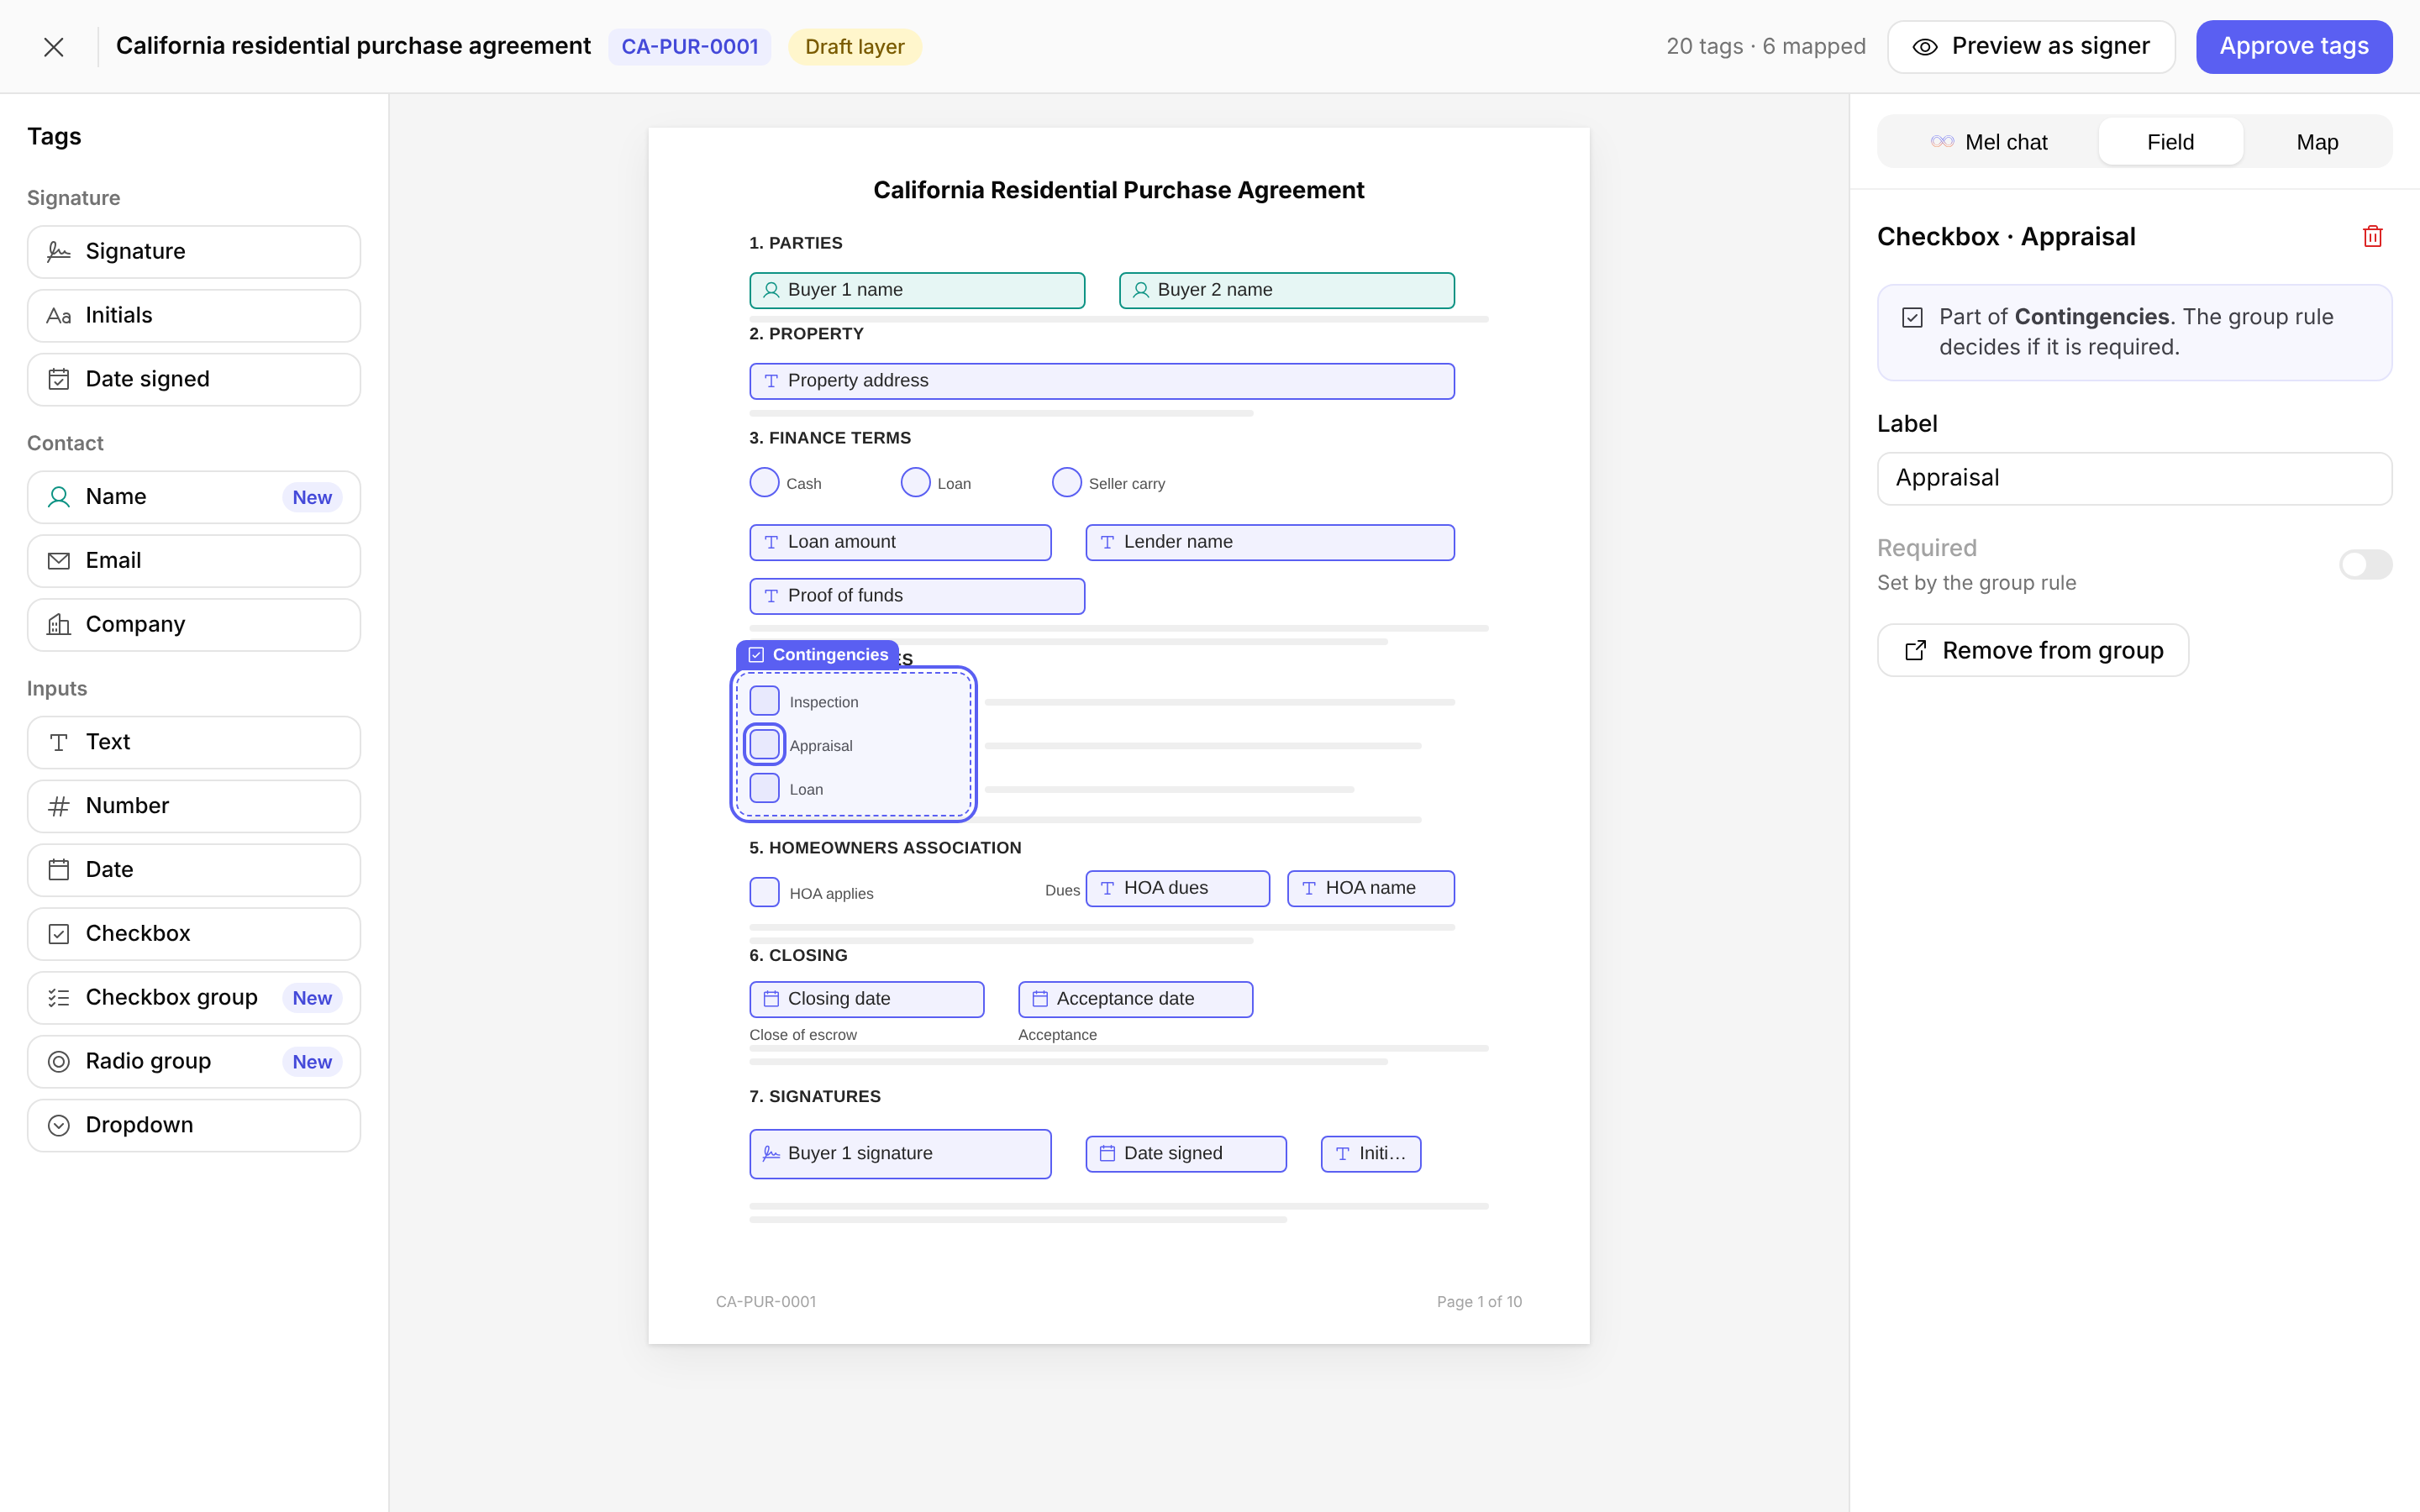 California residential purchase agreement
CA-PUR-0001
Draft layer
20 tags · 6 mapped
Preview as signer
Approve tags
Tags
Signature
Signature
Initials
Date signed
Contact
Name
New
Email
Company
Inputs
Text
Number
Date
Checkbox
Checkbox group
New
Radio group
New
Dropdown
California Residential Purchase Agreement
1. PARTIES
Buyer 1 name
Buyer 2 name
2. PROPERTY
Property address
3. FINANCE TERMS
Cash
Loan
Seller carry
Loan amount
Lender name
Proof of funds
Contingencies
Inspection
Appraisal
Loan
5. HOMEOWNERS ASSOCIATION
HOA applies
Dues
HOA dues
HOA name
6. CLOSING
Closing date
Acceptance date
Close of escrow
Acceptance
7. SIGNATURES
Buyer 1 signature
Date signed
Initi...
CA-PUR-0001
Page 1 of 10
Mel chat
Field
Map
Checkbox · Appraisal
Part of Contingencies. The group rule
decides if it is required.
Label
Appraisal
Required
Set by the group rule
Remove from group